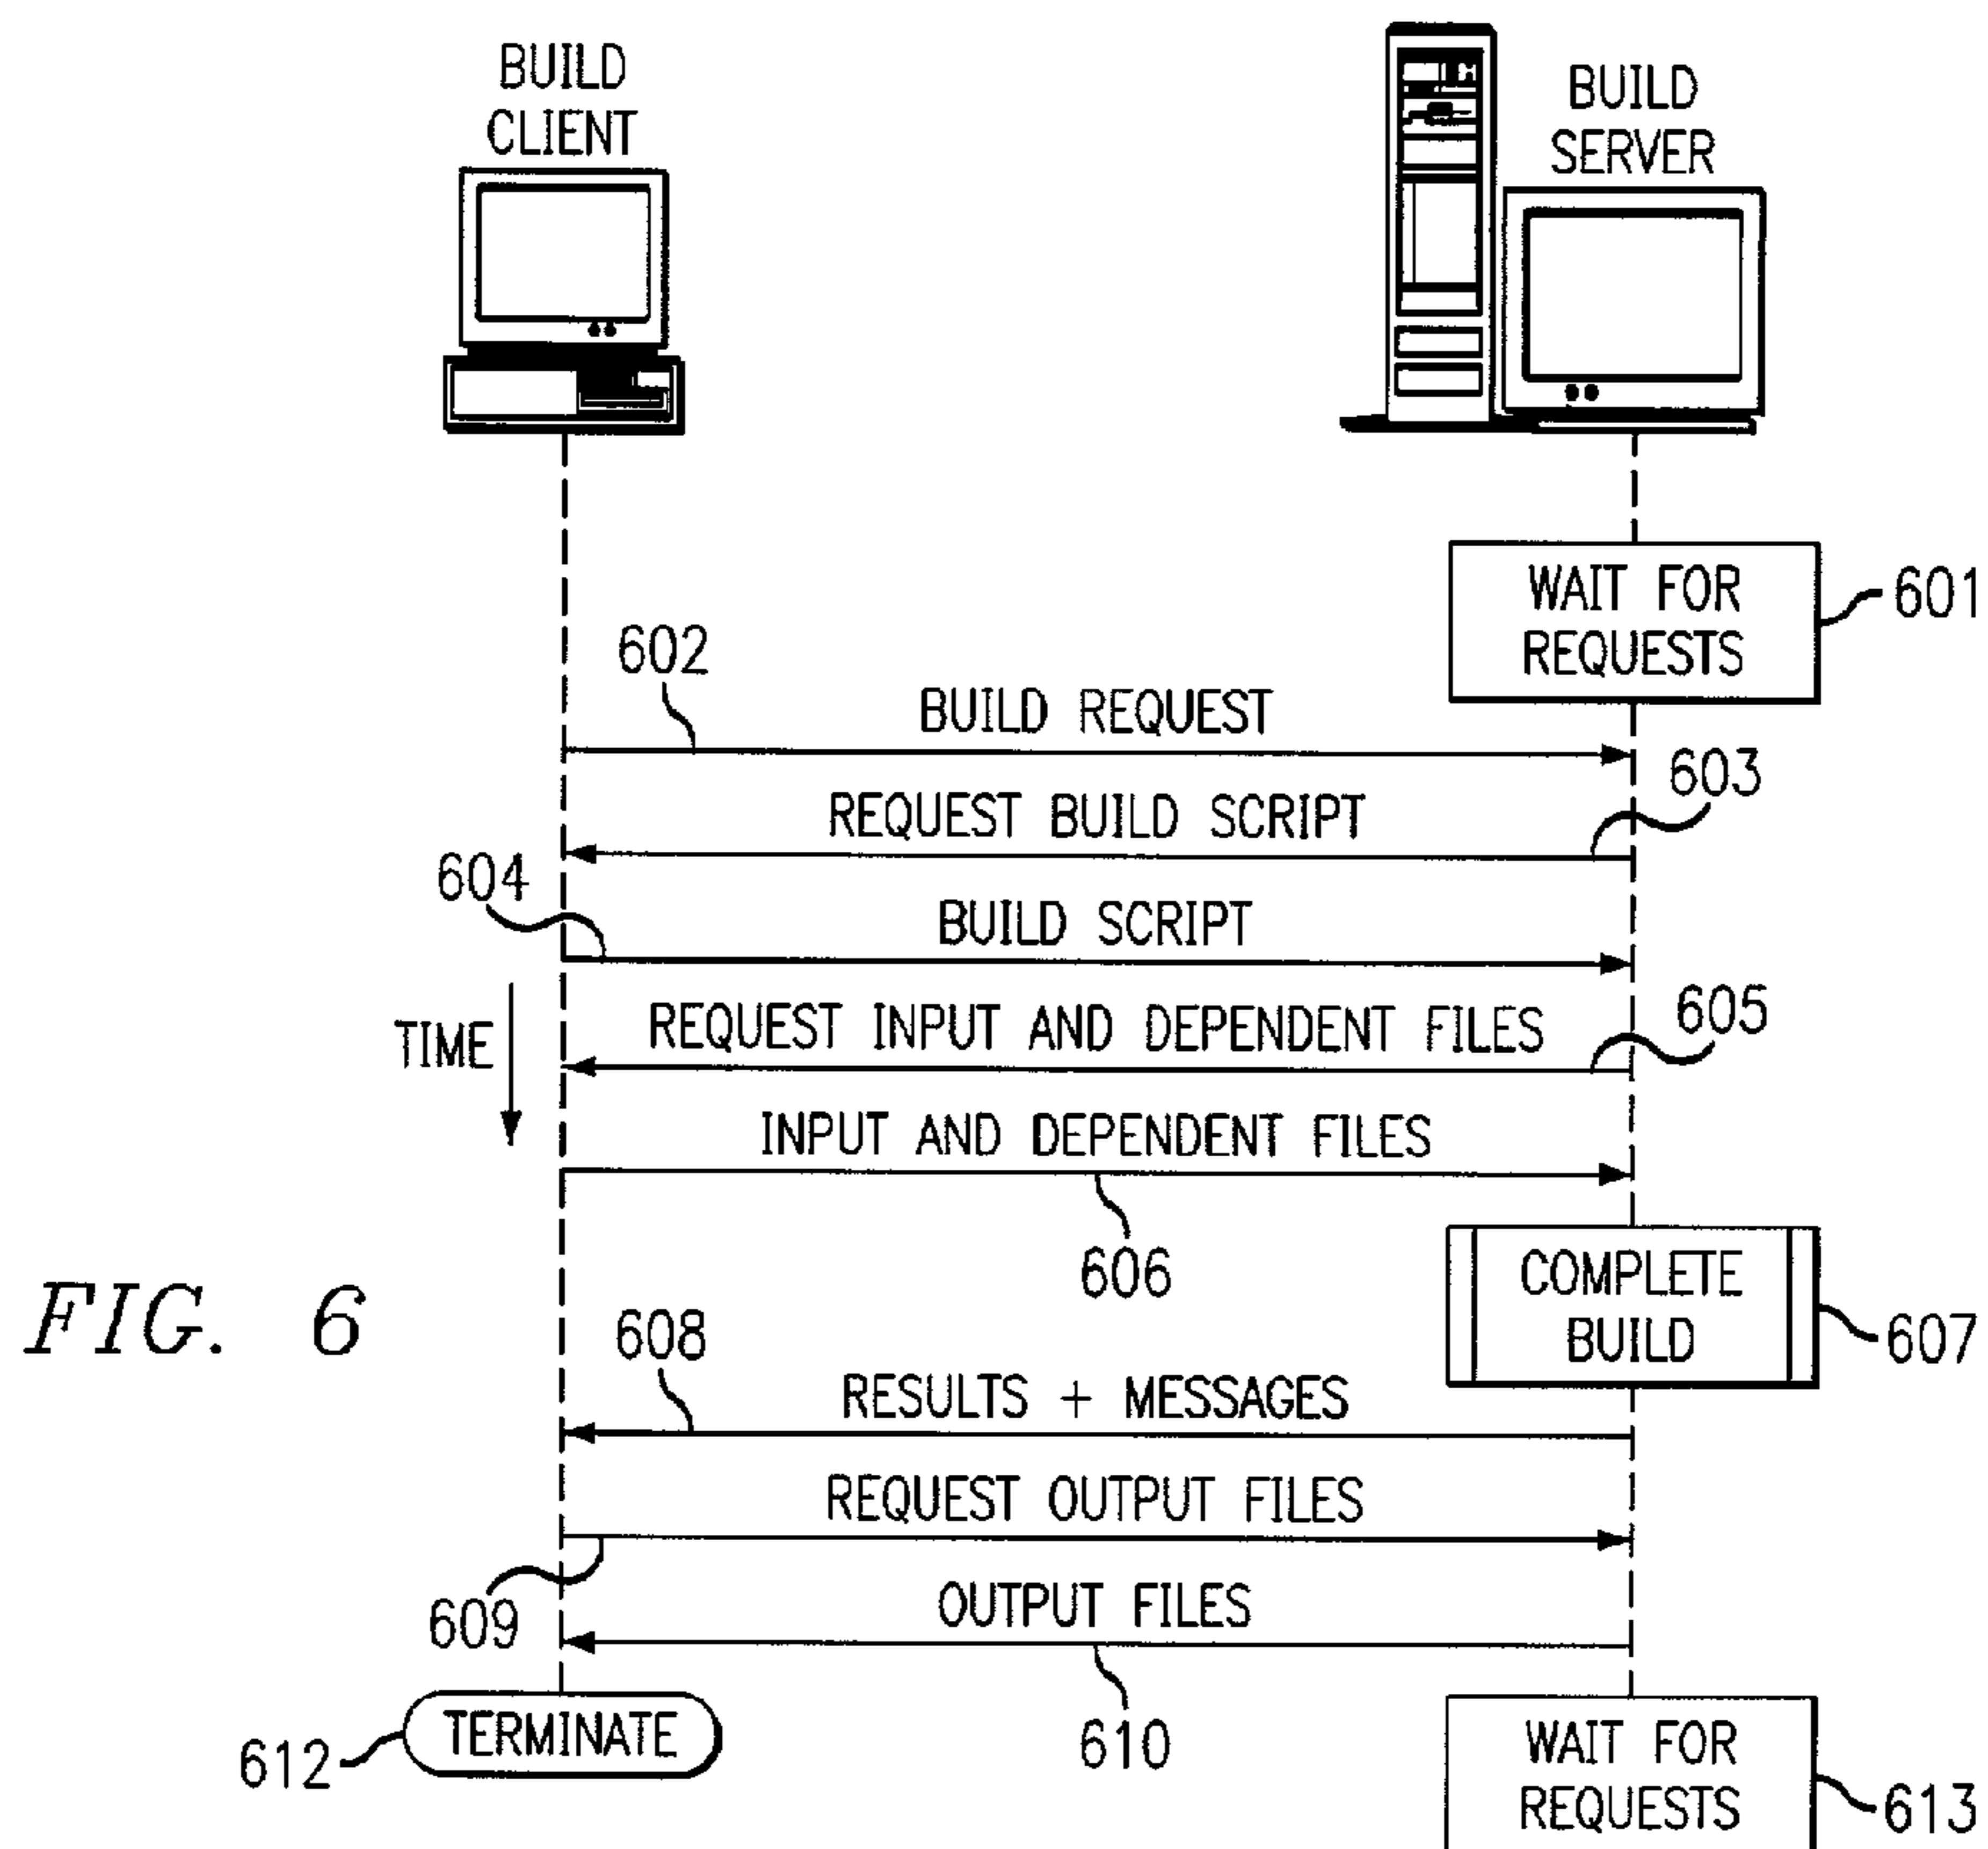 BUILD
CLIENT
BUILD
SERVER
WAIT FOR
REQUESTS
601
602
BUILD REQUEST
603
REQUEST BUILD SCRIPT
604
BUILD SCRIPT
605
TIME
REQUEST INPUT AND DEPENDENT FILES
INPUT AND DEPENDENT FILES
606
COMPLETE
BUILD
607
FIG. 6
608
RESULTS + MESSAGES
REQUEST OUTPUT FILES
609
OUTPUT FILES
610
TERMINATE
612
WAIT FOR
REQUESTS
613